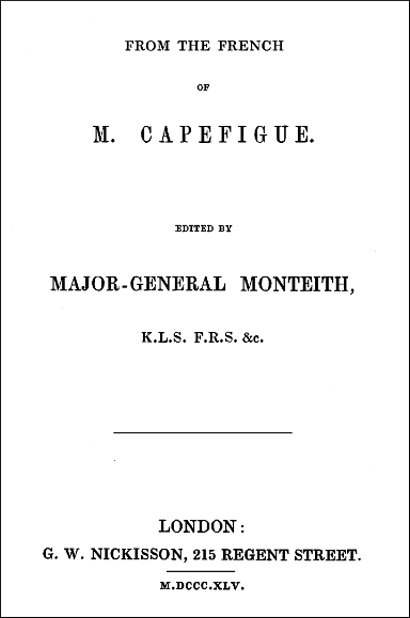 FROM THE FRENCH
OF
M. CAPEFIGUE.
EDITED BY
MAJOR-GENERAL MONTEITH,
K.L.S. F.R.S. &c.
LONDON:
G. W. NICKISSON, 215 REGENT STREET.
M.DCCC.XLV.